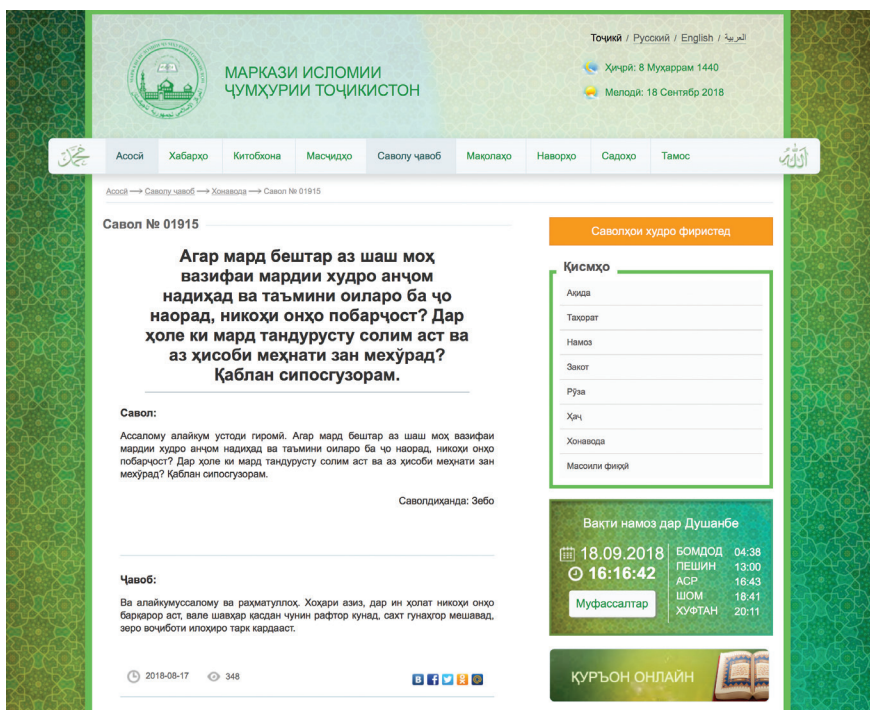 Тоҷикӣ / Русский / English / العربية
МАРКАЗИ ИСЛОМИИ
ҶУМҲУРИИ ТОҶИКИСТОН
Ҳиҷрӣ: 8 Муҳаррам 1440
Мелодӣ: 18 Сентябр 2018
Асосӣ Хабарҳо Китобхона Масҷидҳо Саволу ҷавоб Мақолаҳо Наворҳо Садоҳо Тамос
Асосӣ ⟶ Саволу ҷавоб ⟶ Хонавода ⟶ Савол № 01915
Савол № 01915
Агар мард бештар аз шаш моҳ
вазифаи мардии худро анҷом
надиҳад ва таъмини оиларо ба ҷо
наорад, никоҳи онҳо побарҷост? Дар
ҳоле ки мард тандурусту солим аст ва
аз ҳисоби меҳнати зан мехӯрад?
Қаблан сипосгузорам.
Савол:
Ассалому алайкум устоди гиромӣ. Агар мард бештар аз шаш моҳ вазифаи
мардии худро анҷом надиҳад ва таъмини оиларо ба ҷо наорад, никоҳи онҳо
побарҷост? Дар ҳоле ки мард тандурусту солим аст ва аз ҳисоби меҳнати зан
мехӯрад? Қаблан сипосгузорам.
Саволдиҳанда: Зебо
Ҷавоб:
Ва алайкумуссалому ва раҳматуллоҳ. Хоҳари азиз, дар ин ҳолат никоҳи онҳо
барқарор аст, вале шавҳар қасдан чунин рафтор кунад, сахт гунаҳгор мешавад,
зеро воҷиботи илоҳиро тарк кардааст.
2018-08-17 348
Саволҳои худро фиристед
Қисмҳо
Ақида
Таҳорат
Намоз
Закот
Рӯза
Ҳаҷ
Хонавода
Масоили фиқҳӣ
Вақти намоз дар Душанбе
18.09.2018
16:16:42
Муфассалтар
БОМДОД 04:38
ПЕШИН 13:00
АСР 16:43
ШОМ 18:41
ХУФТАН 20:11
ҚУРЪОН ОНЛАЙН